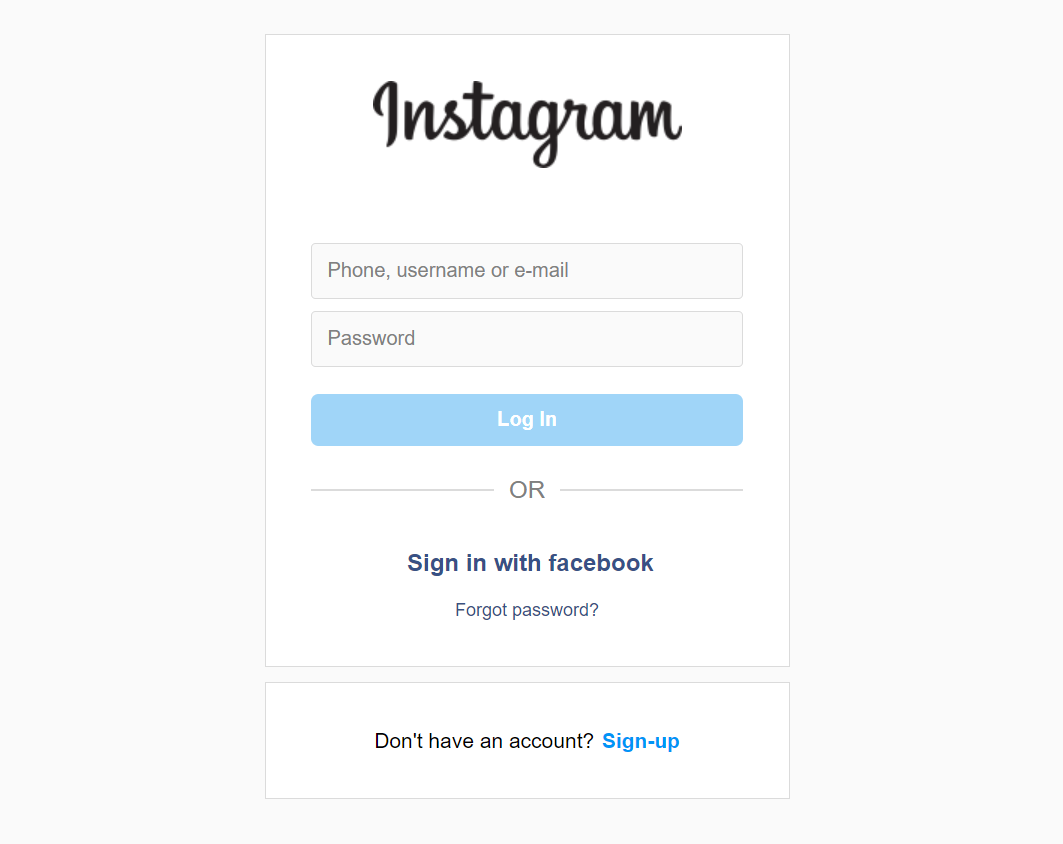 Instagram
Phone, username or e-mail
Password
Log In
OR
Sign in with facebook
Forgot password?
Don't have an account? Sign-up